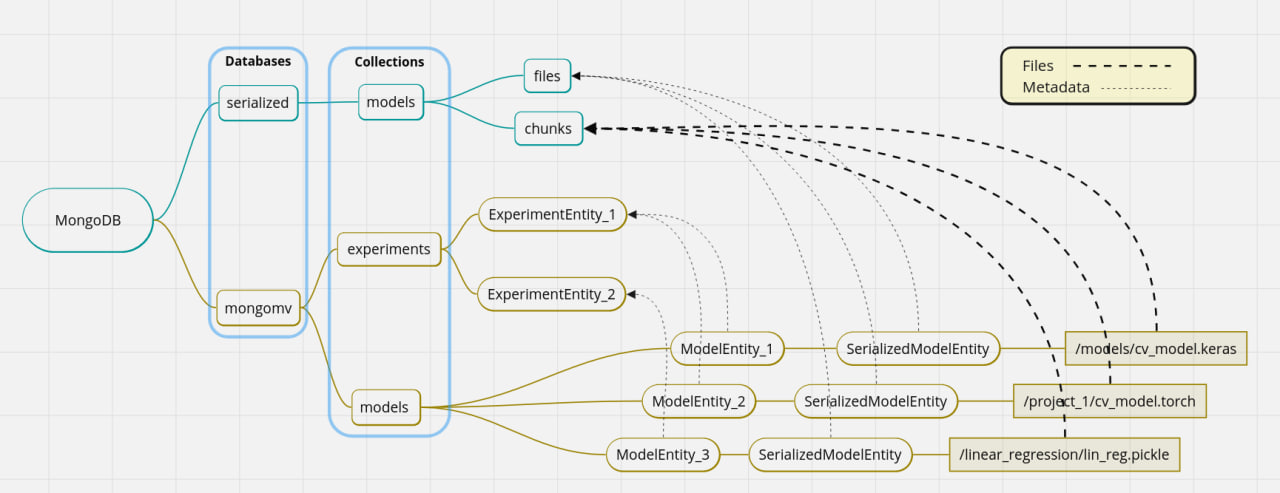 Databases
Collections
Files
Metadata
files
serialized
models
chunks
MongoDB
ExperimentEntity_1
experiments
ExperimentEntity_2
mongomv
ModelEntity_1
SerializedModelEntity
/models/cv_model.keras
models
ModelEntity_2
SerializedModelEntity
/project_1/cv_model.torch
ModelEntity_3
SerializedModelEntity
/linear_regression/lin_reg.pickle